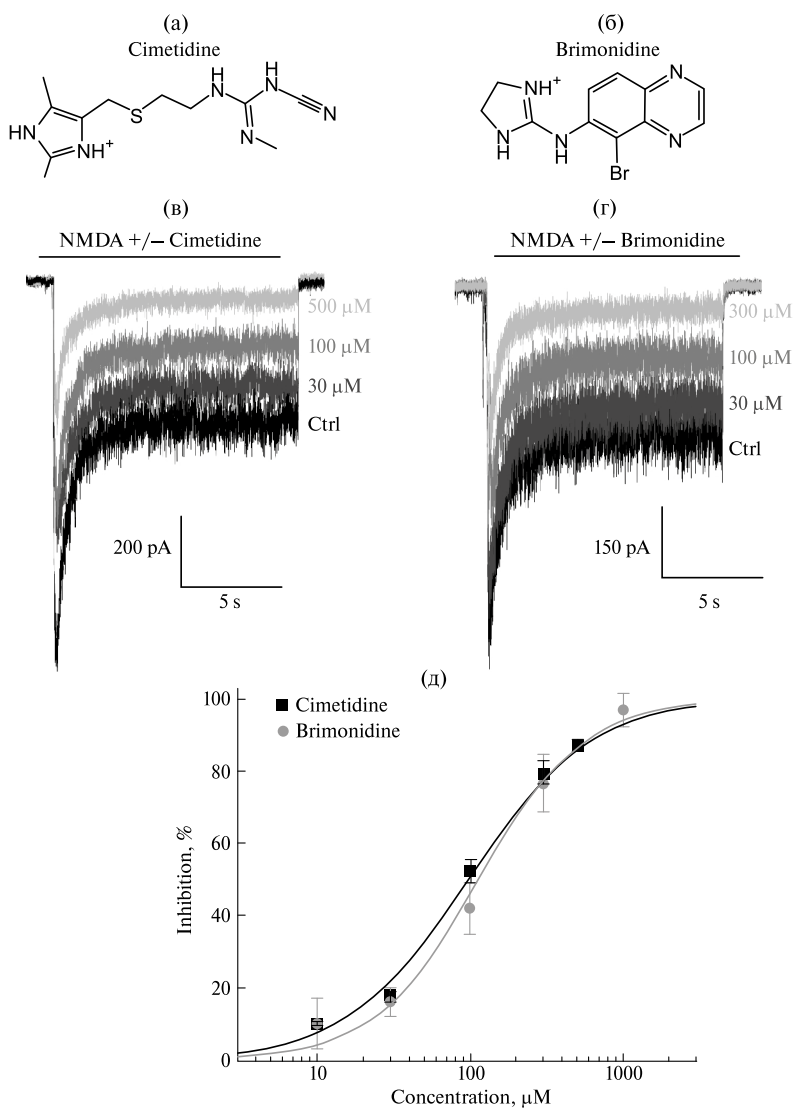 (а)
Cimetidine
H
N
H
N
N
S
N
HN
NH+
(б)
Brimonidine
NH+
N
N
N
H
N
H
Br
(в)
NMDA +/− Cimetidine
500 µM
100 µM
30 µM
Ctrl
200 pA
5 s
(г)
NMDA +/− Brimonidine
300 µM
100 µM
30 µM
Ctrl
150 pA
5 s
(д)
Cimetidine
Brimonidine
100
80
60
40
20
0
Inhibition, %
10
100
1000
Concentration, µM